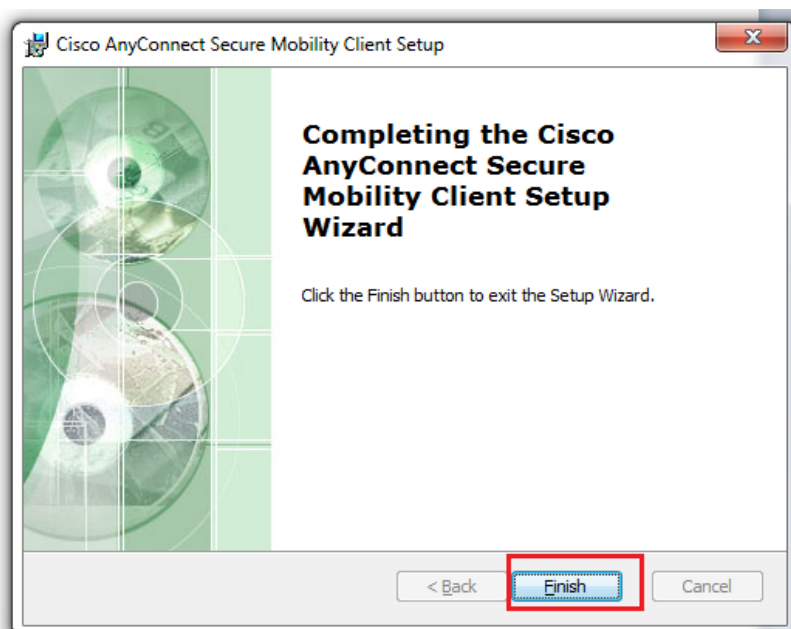 Cisco AnyConnect Secure Mobility Client Setup
Completing the Cisco
AnyConnect Secure
Mobility Client Setup
Wizard
Click the Finish button to exit the Setup Wizard.
< Back Finish Cancel